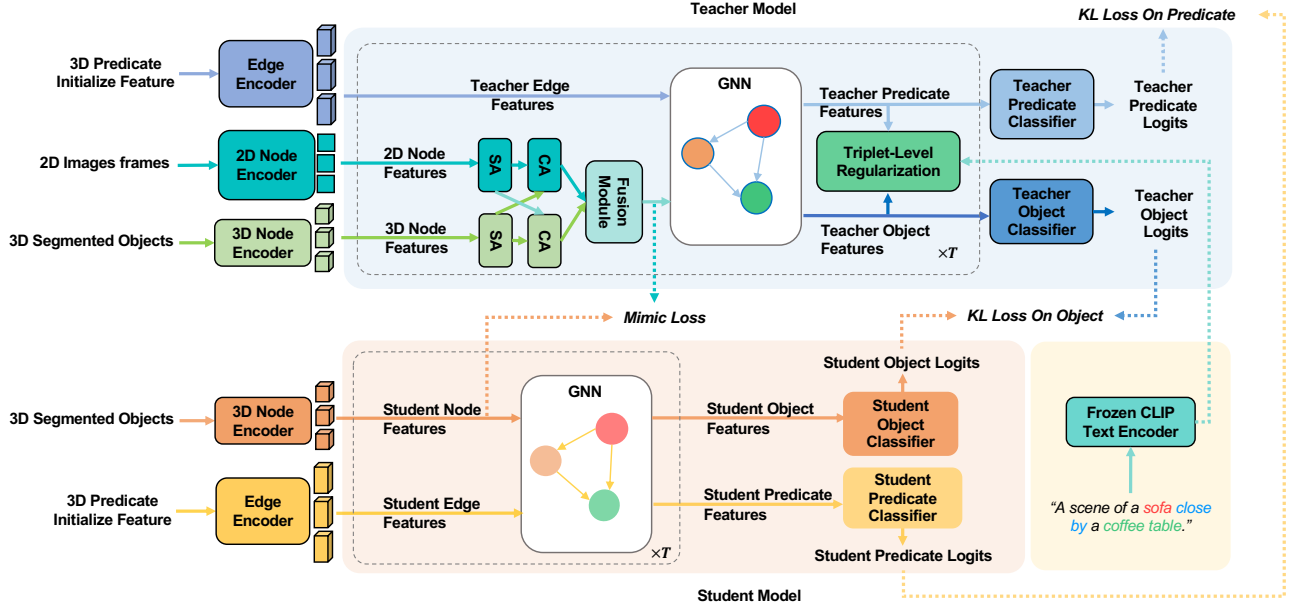 Teacher Model
KL Loss On Predicate
3D Predicate
Initialize Feature
Edge
Encoder
Teacher Edge
Features
GNN
Teacher Predicate
Features
Teacher
Predicate
Classifier
Teacher
Predicate
Logits
2D Images frames
2D Node
Encoder
2D Node
Features
SA
CA
Fusion
Module
Triplet-Level
Regularization
3D Segmented Objects
3D Node
Encoder
3D Node Features
SA
CA
Teacher Object
Features
×T
Teacher
Object
Classifier
Teacher
Object
Logits
Mimic Loss
KL Loss On Object
3D Segmented Objects
3D Node
Encoder
Student Node
Features
GNN
Student Object
Features
Student Object Logits
Student
Object
Classifier
Frozen CLIP
Text Encoder
3D Predicate
Initialize Feature
Edge
Encoder
Student Edge
Features
×T
Student Predicate
Features
Student
Predicate
Classifier
Student Predicate Logits
“A scene of a sofa close
by a coffee table.”
Student Model